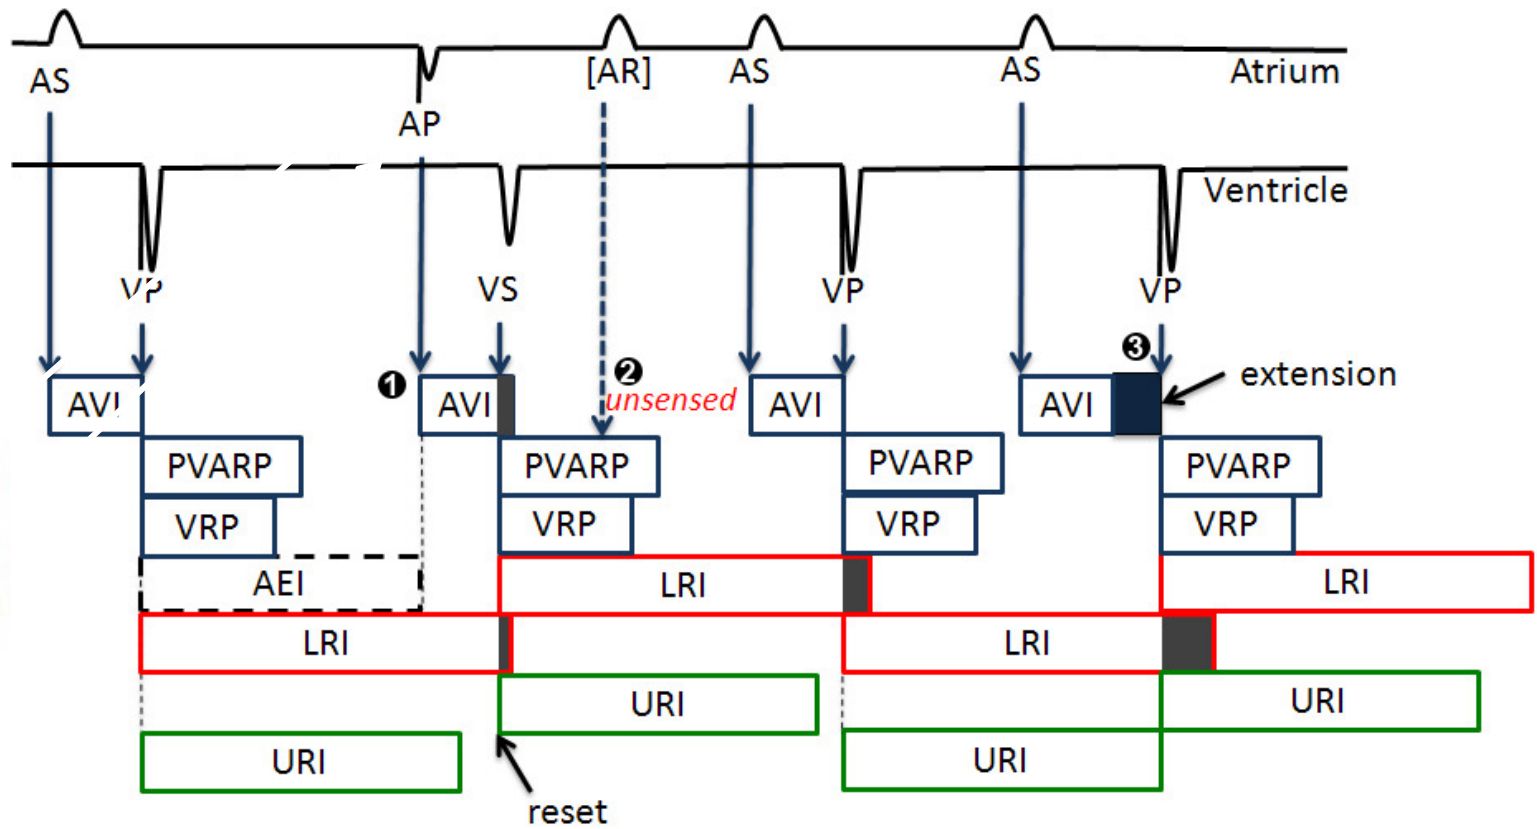 AS
[AR]
AS
AS
Atrium
AP
Ventricle
VP
VS
VP
VP
❶
❷
❸
unsensed
extension
AVI
AVI
AVI
AVI
PVARP
PVARP
PVARP
PVARP
VRP
VRP
VRP
VRP
AEI
LRI
LRI
LRI
LRI
URI
URI
URI
URI
reset